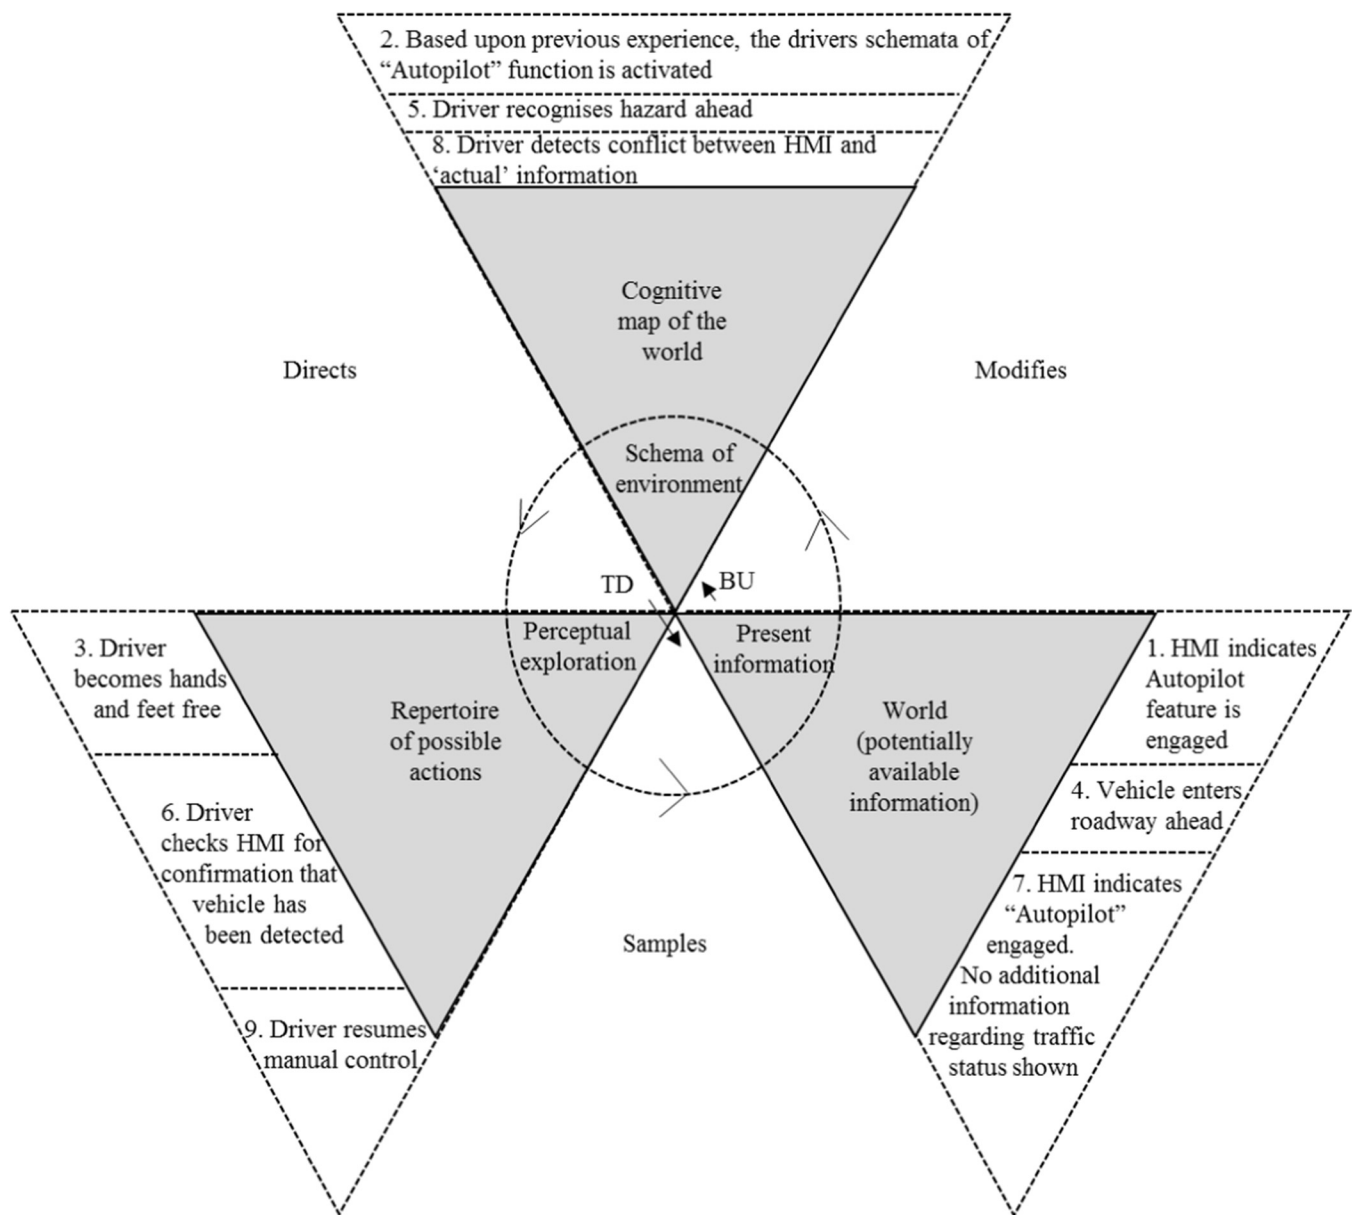 2. Based upon previous experience, the drivers schemata of
“Autopilot” function is activated
5. Driver recognises hazard ahead
8. Driver detects conflict between HMI and
‘actual’ information
Cognitive
map of the
world
Directs
Modifies
Schema of
environment
TD
BU
Perceptual
exploration
Present
information
3. Driver
becomes hands
and feet free
Repertoire
of possible
actions
World
(potentially
available
information)
1. HMI indicates
Autopilot
feature is
engaged
4. Vehicle enters
roadway ahead
6. Driver
checks HMI for
confirmation that
vehicle has
been detected
7. HMI indicates
“Autopilot”
engaged.
No additional
information
regarding traffic
status shown
Samples
9. Driver resumes
manual control